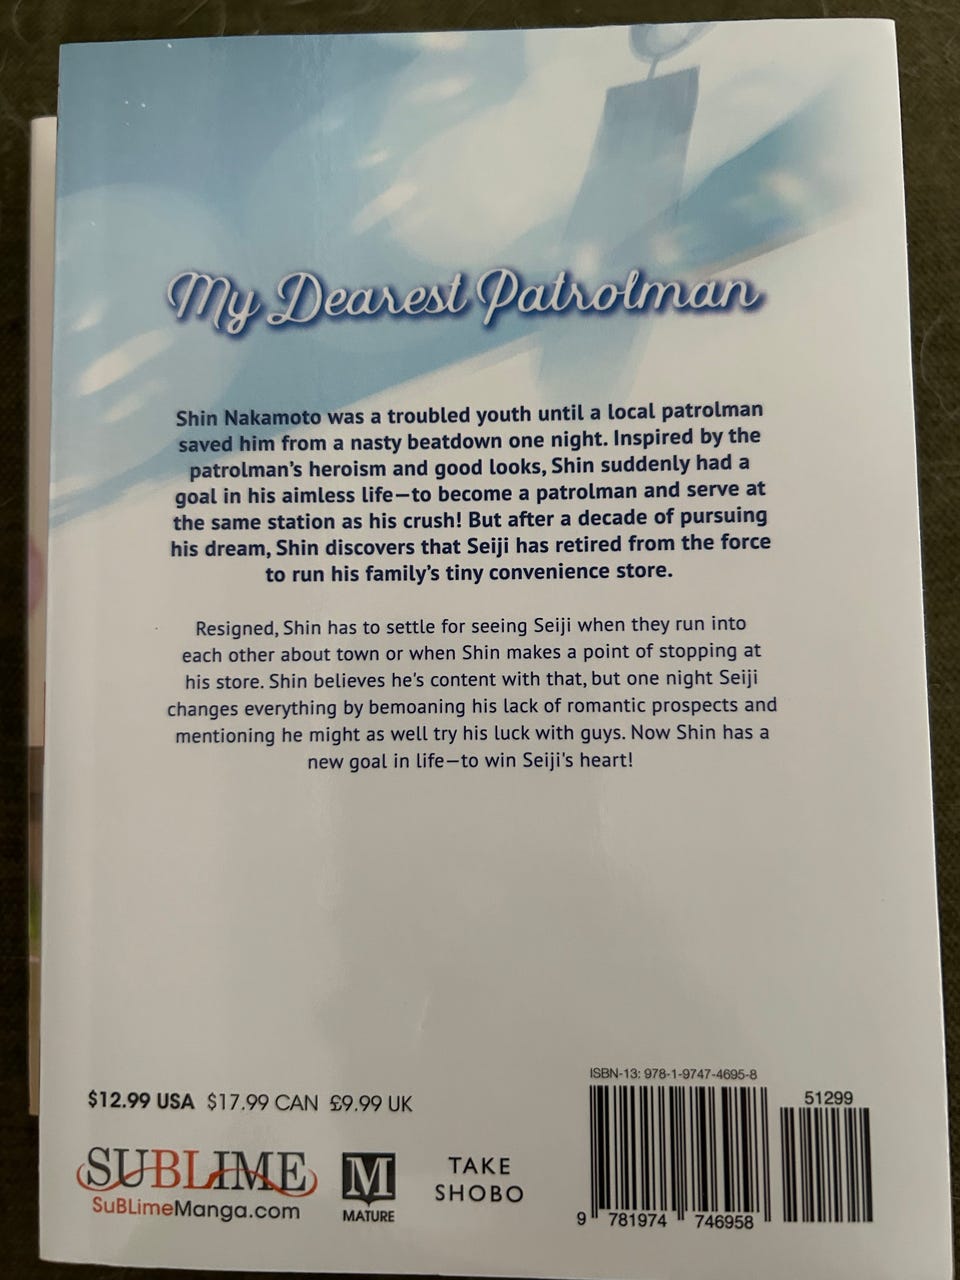 My Dearest Patrolman
Shin Nakamoto was a troubled youth until a local patrolman
saved him from a nasty beatdown one night. Inspired by the
patrolman's heroism and good looks, Shin suddenly had a
goal in his aimless life—to become a patrolman and serve at
the same station as his crush! But after a decade of pursuing
his dream, Shin discovers that Seiji has retired from the force
to run his family's tiny convenience store.
Resigned, Shin has to settle for seeing Seiji when they run into
each other about town or when Shin makes a point of stopping at
his store. Shin believes he's content with that, but one night Seiji
changes everything by bemoaning his lack of romantic prospects and
mentioning he might as well try his luck with guys. Now Shin has a
new goal in life—to win Seiji's heart!
ISBN-13: 978-1-9747-4695-8
51299
$12.99 USA $17.99 CAN £9.99 UK
SUBLIME
SuBLimeManga.com
M
MATURE
TAKE
SHOBO
9 781974 746958